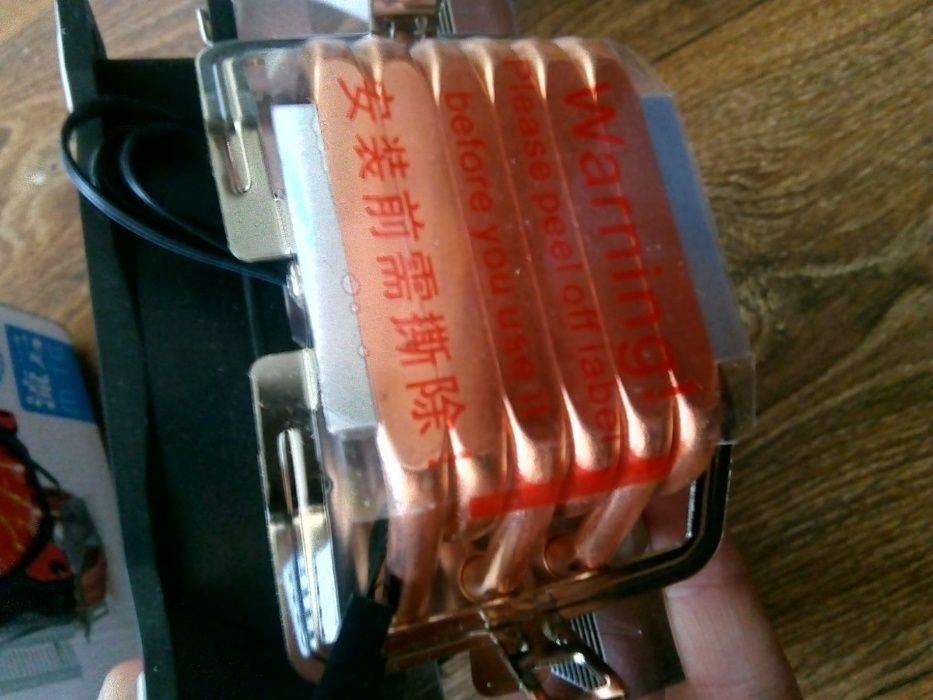 Warning!
Please peel off label
before you use it
安装前需撕除!